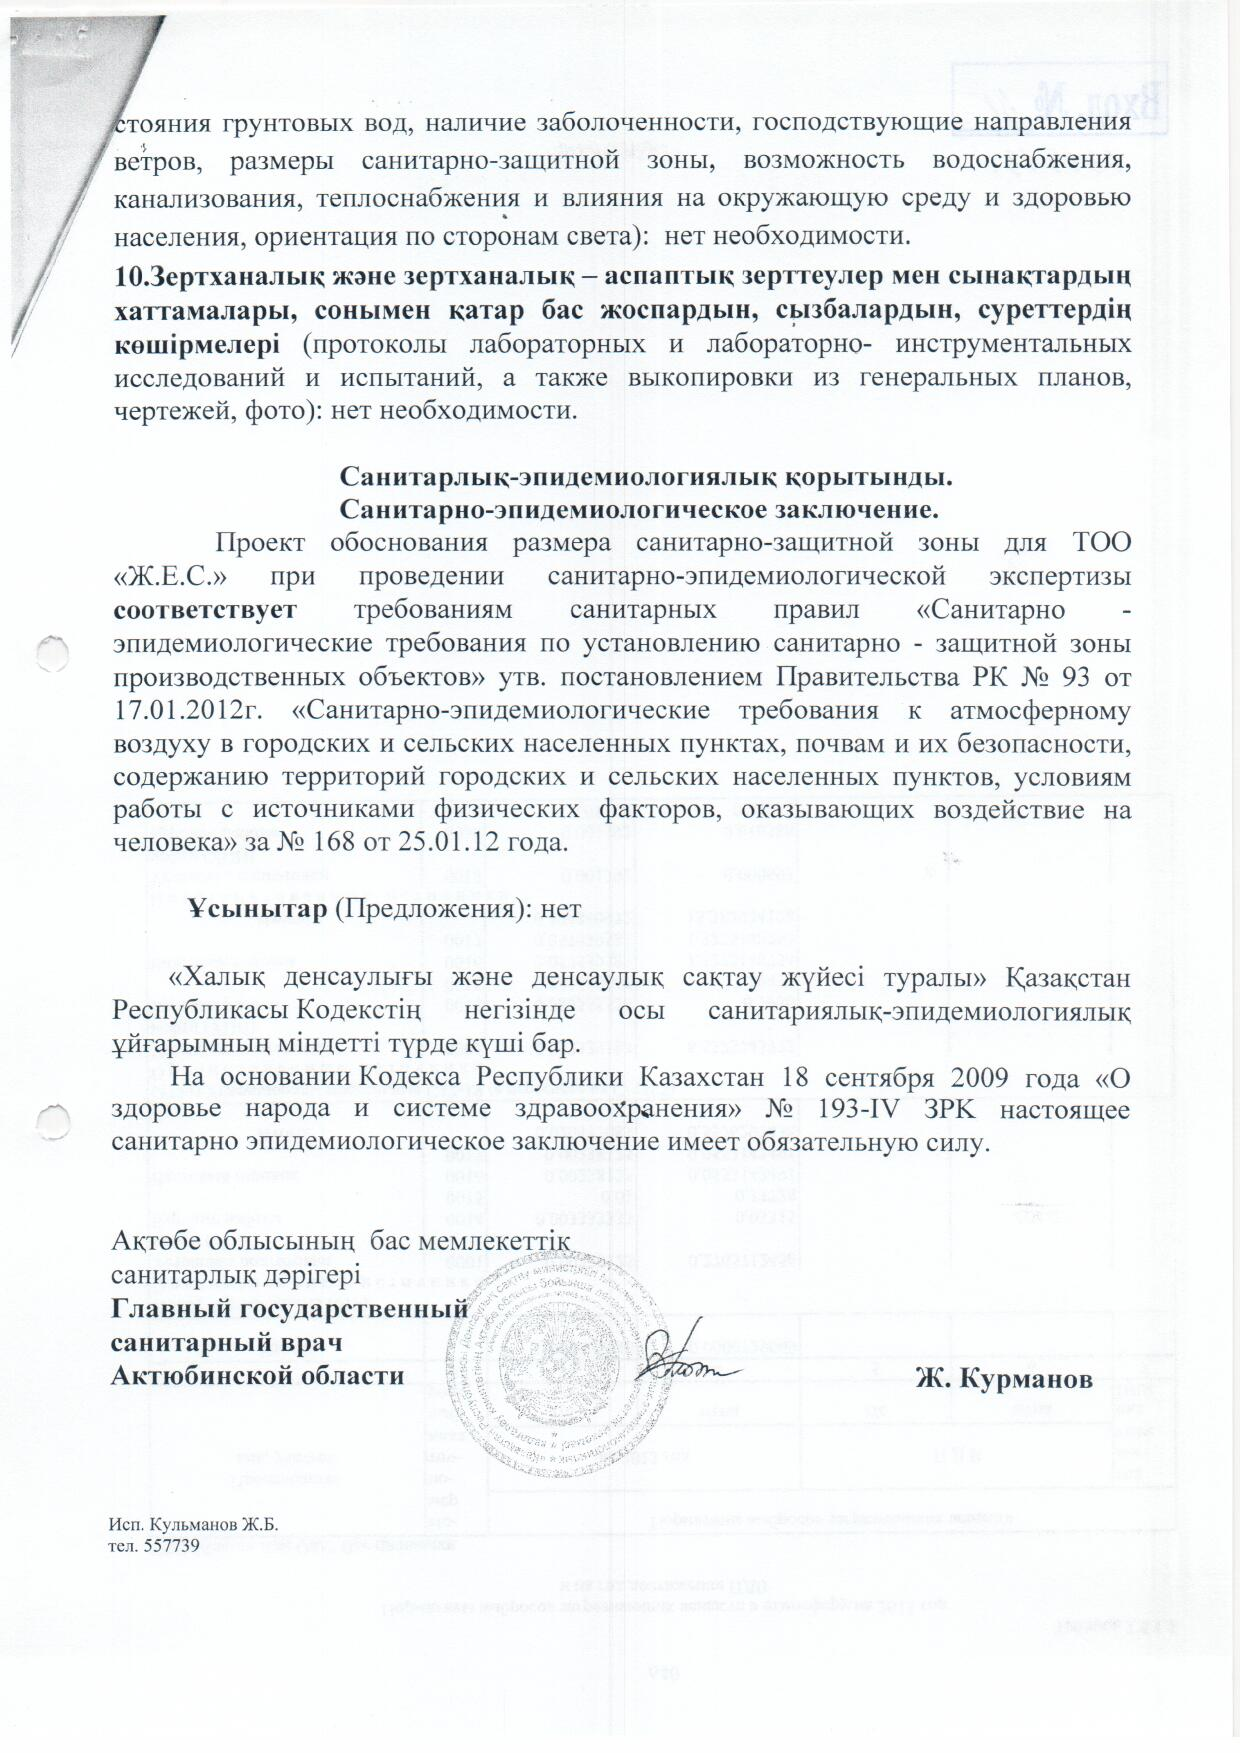 стояния грунтовых вод, наличие заболоченности, господствующие направления
ветров, размеры санитарно-защитной зоны, возможность водоснабжения,
канализования, теплоснабжения и влияния на окружающую среду и здоровью
населения, ориентация по сторонам света): нет необходимости.
10.Зертханалық және зертханалық – аспаптық зерттеулер мен сынақтардың
хаттамалары, сонымен қатар бас жоспардын, сызбалардын, суреттердің
көшірмелері (протоколы лабораторных и лабораторно- инструментальных
исследований и испытаний, а также выкопировки из генеральных планов,
чертежей, фото): нет необходимости.
Санитарлық-эпидемиологиялық қорытынды.
Санитарно-эпидемиологическое заключение.
Проект обоснования размера санитарно-защитной зоны для ТОО
«Ж.Е.С.» при проведении санитарно-эпидемиологической экспертизы
соответствует требованиям санитарных правил «Санитарно -
эпидемиологические требования по установлению санитарно - защитной зоны
производственных объектов» утв. постановлением Правительства РК № 93 от
17.01.2012г. «Санитарно-эпидемиологические требования к атмосферному
воздуху в городских и сельских населенных пунктах, почвам и их безопасности,
содержанию территорий городских и сельских населенных пунктов, условиям
работы с источниками физических факторов, оказывающих воздействие на
человека» за № 168 от 25.01.12 года.
Ұсынытар (Предложения): нет
«Халық денсаулығы және денсаулық сақтау жүйесі туралы» Қазақстан
Республикасы Кодекстің негізінде осы санитариялық-эпидемиологиялық
ұйғарымның міндетті түрде күші бар.
На основании Кодекса Республики Казахстан 18 сентября 2009 года «О
здоровье народа и системе здравоохранения» № 193-IV ЗРК настоящее
санитарно эпидемиологическое заключение имеет обязательную силу.
Ақтөбе облысының бас мемлекеттік
санитарлық дәрігері
Главный государственный
санитарный врач
Актюбинской области
Ж. Курманов
Исп. Кульманов Ж.Б.
тел. 557739